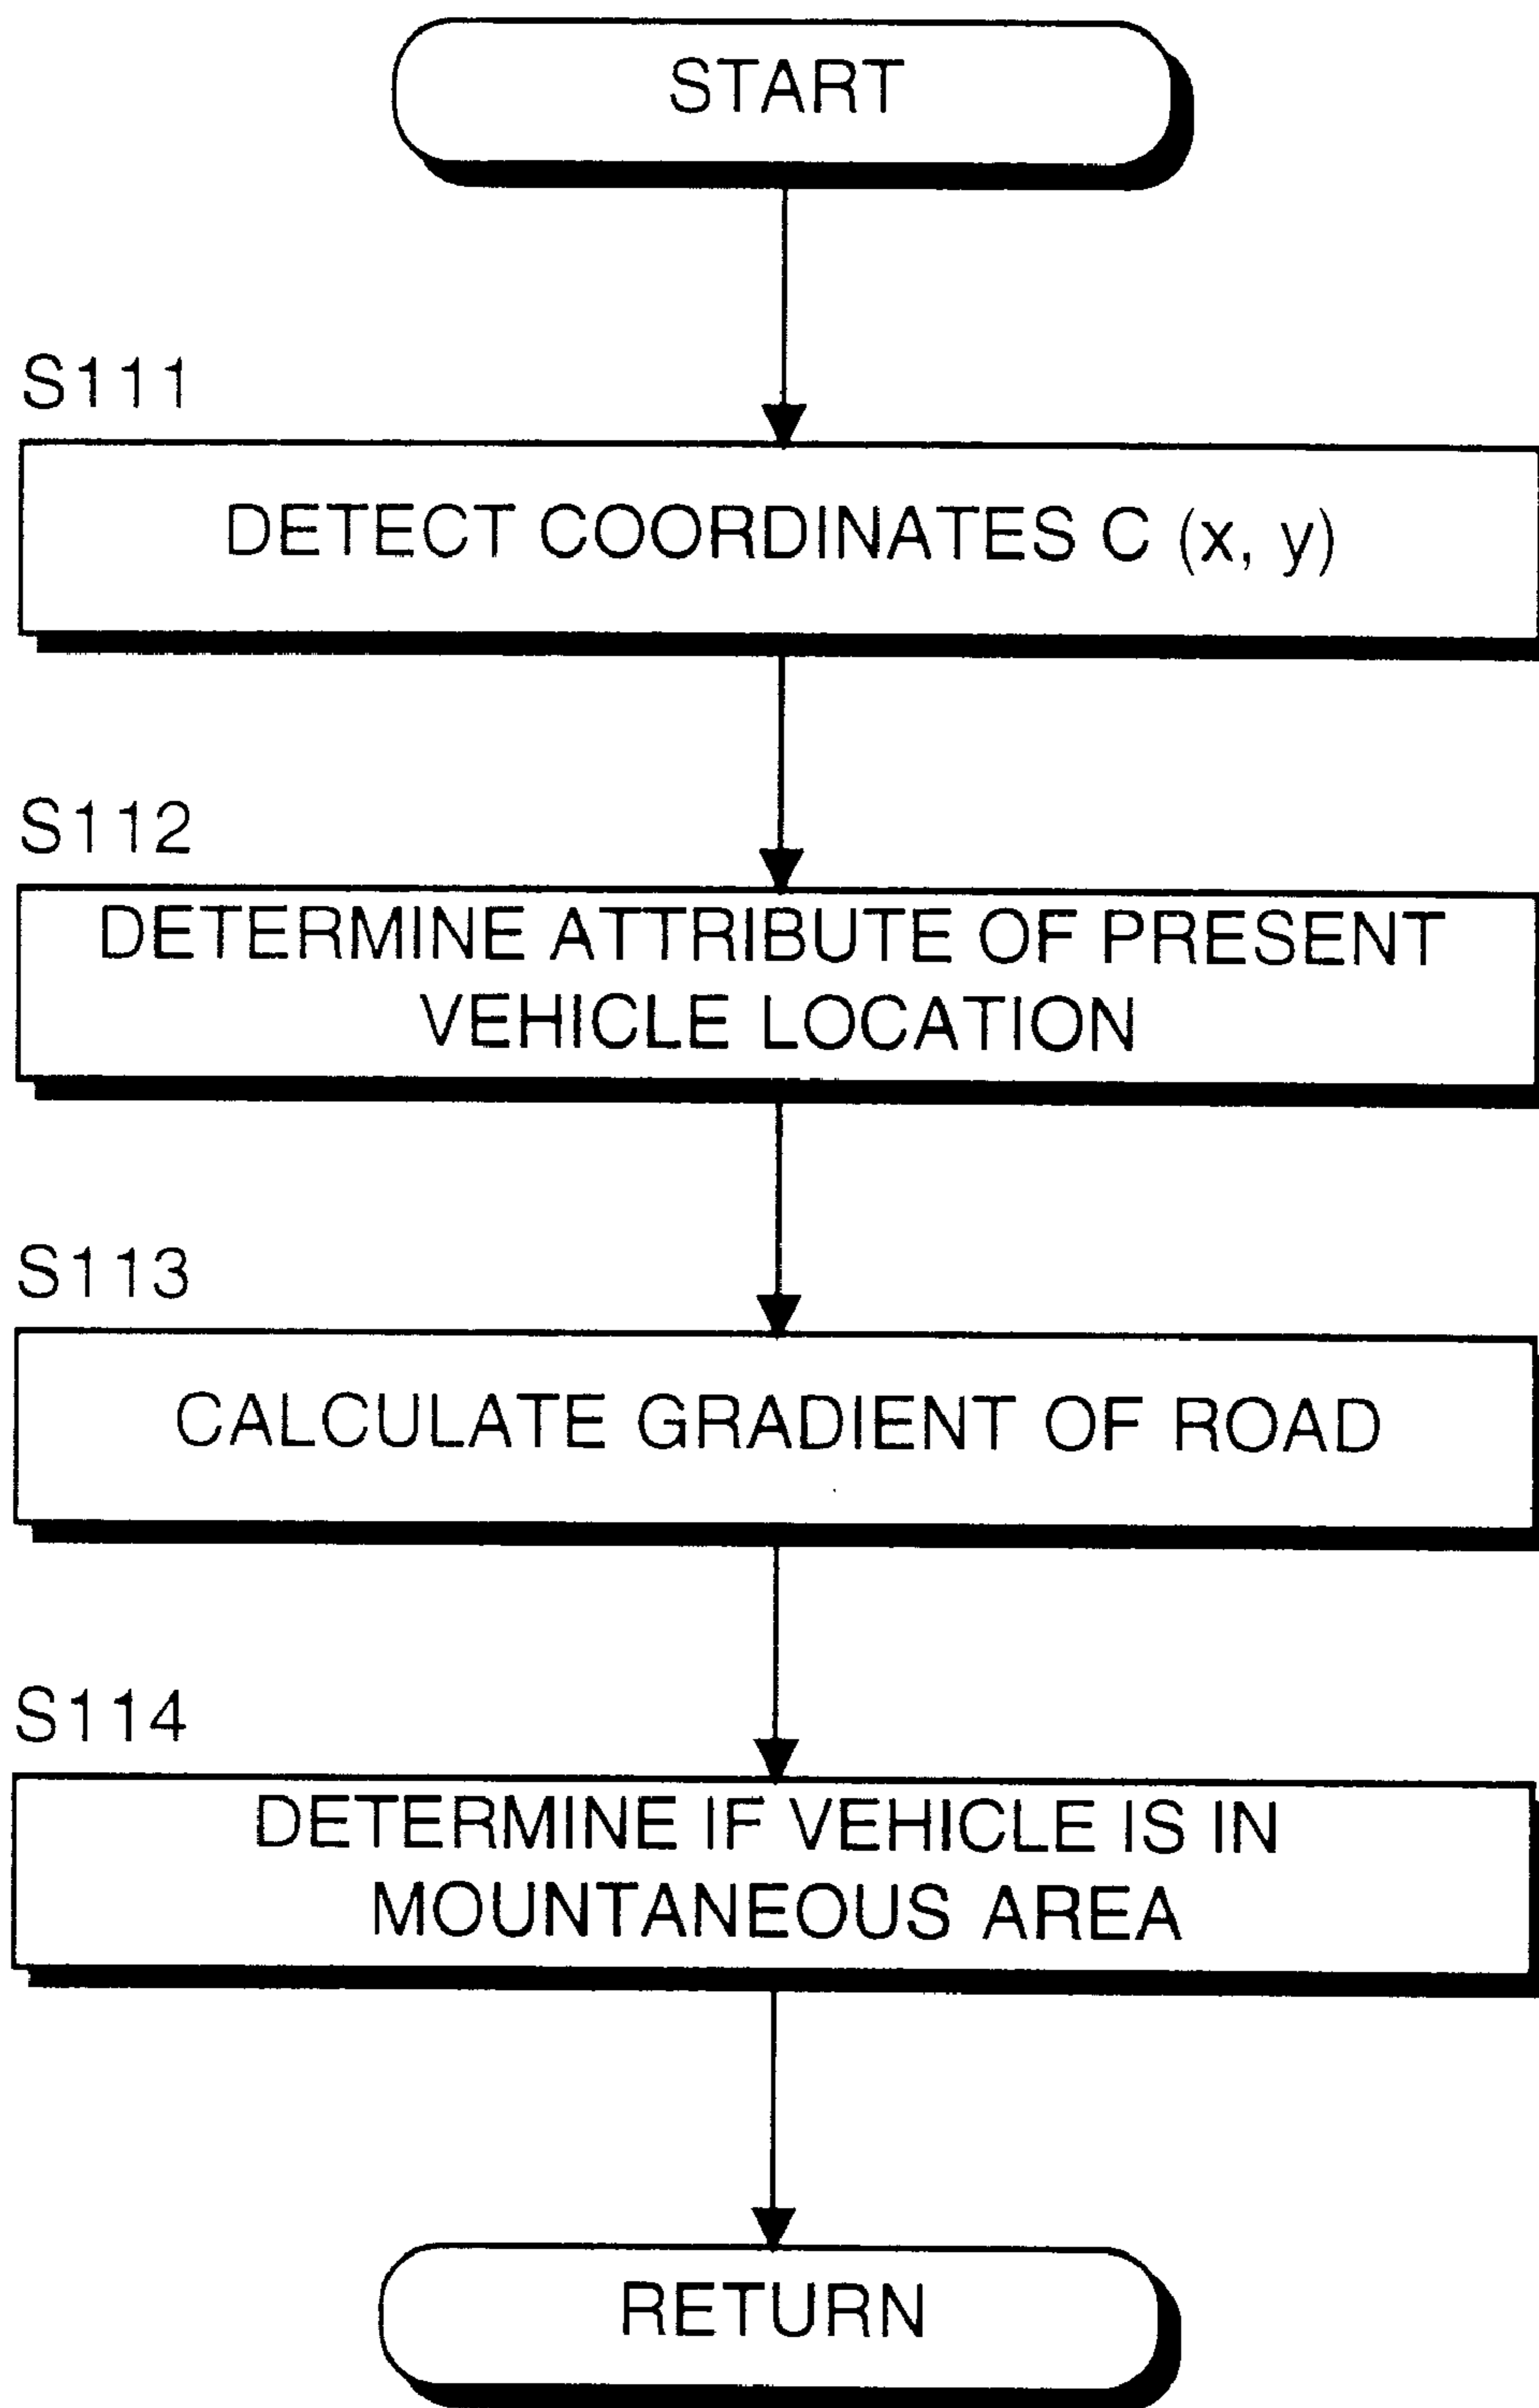 START
S111
DETECT COORDINATES C (x, y)
S112
DETERMINE ATTRIBUTE OF PRESENT
VEHICLE LOCATION
S113
CALCULATE GRADIENT OF ROAD
S114
DETERMINE IF VEHICLE IS IN
MOUNTANEOUS AREA
RETURN